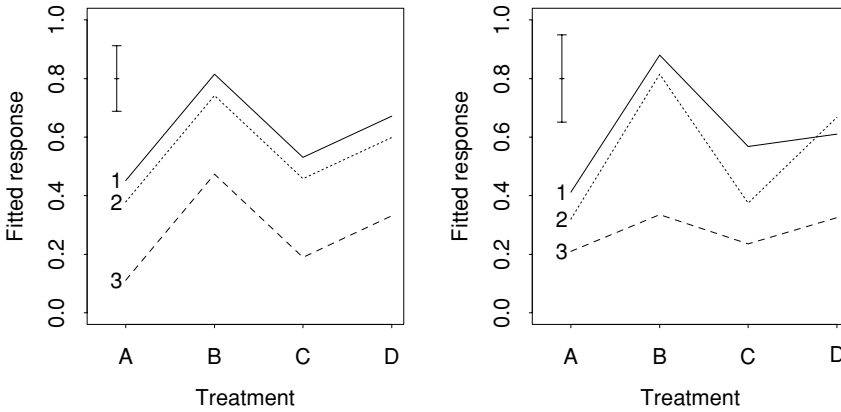 Fitted response
0.0 0.2 0.4 0.6 0.8 1.0
1
2
3
A B C D
Treatment
Fitted response
0.0 0.2 0.4 0.6 0.8 1.0
1
2
3
A B C D
Treatment